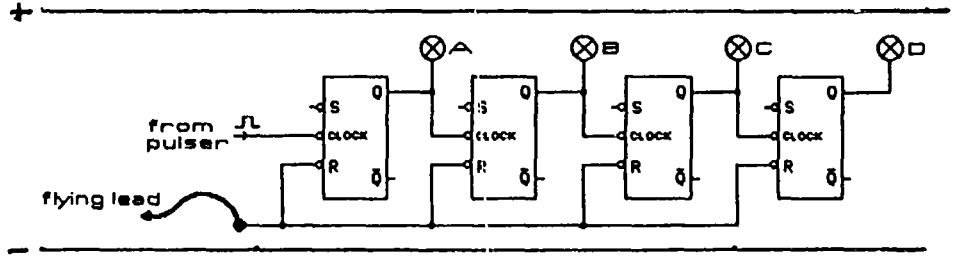 +
A B C D
Q Q Q Q
S S S S
from
pulser
CLOCK CLOCK CLOCK CLOCK
R R R R
Q̄ Q̄ Q̄ Q̄
flying lead
−